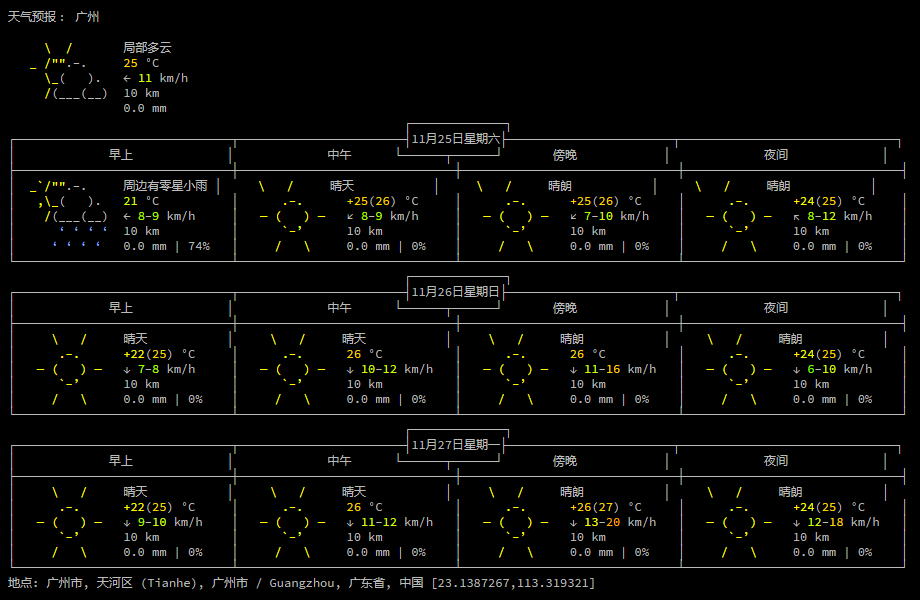 天气预报： 广州
局部多云
25 °C
← 11 km/h
10 km
0.0 mm
11月25日星期六
早上 中午 傍晚 夜间
周边有零星小雨 晴天 晴朗 晴朗
21 °C +25(26) °C +25(26) °C +24(25) °C
← 8-9 km/h ↙ 8-9 km/h ↙ 7-10 km/h ↖ 8-12 km/h
10 km 10 km 10 km 10 km
0.0 mm | 74% 0.0 mm | 0% 0.0 mm | 0% 0.0 mm | 0%
11月26日星期日
早上 中午 傍晚 夜间
晴天 晴天 晴朗 晴朗
+22(25) °C 26 °C 26 °C +24(25) °C
↓ 7-8 km/h ↓ 10-12 km/h ↓ 11-16 km/h ↓ 6-10 km/h
10 km 10 km 10 km 10 km
0.0 mm | 0% 0.0 mm | 0% 0.0 mm | 0% 0.0 mm | 0%
11月27日星期一
早上 中午 傍晚 夜间
晴天 晴天 晴朗 晴朗
+22(25) °C 26 °C +26(27) °C +24(25) °C
↓ 9-10 km/h ↓ 11-12 km/h ↓ 13-20 km/h ↓ 12-18 km/h
10 km 10 km 10 km 10 km
0.0 mm | 0% 0.0 mm | 0% 0.0 mm | 0% 0.0 mm | 0%
地点: 广州市, 天河区 (Tianhe), 广州市 / Guangzhou, 广东省, 中国 [23.1387267,113.319321]